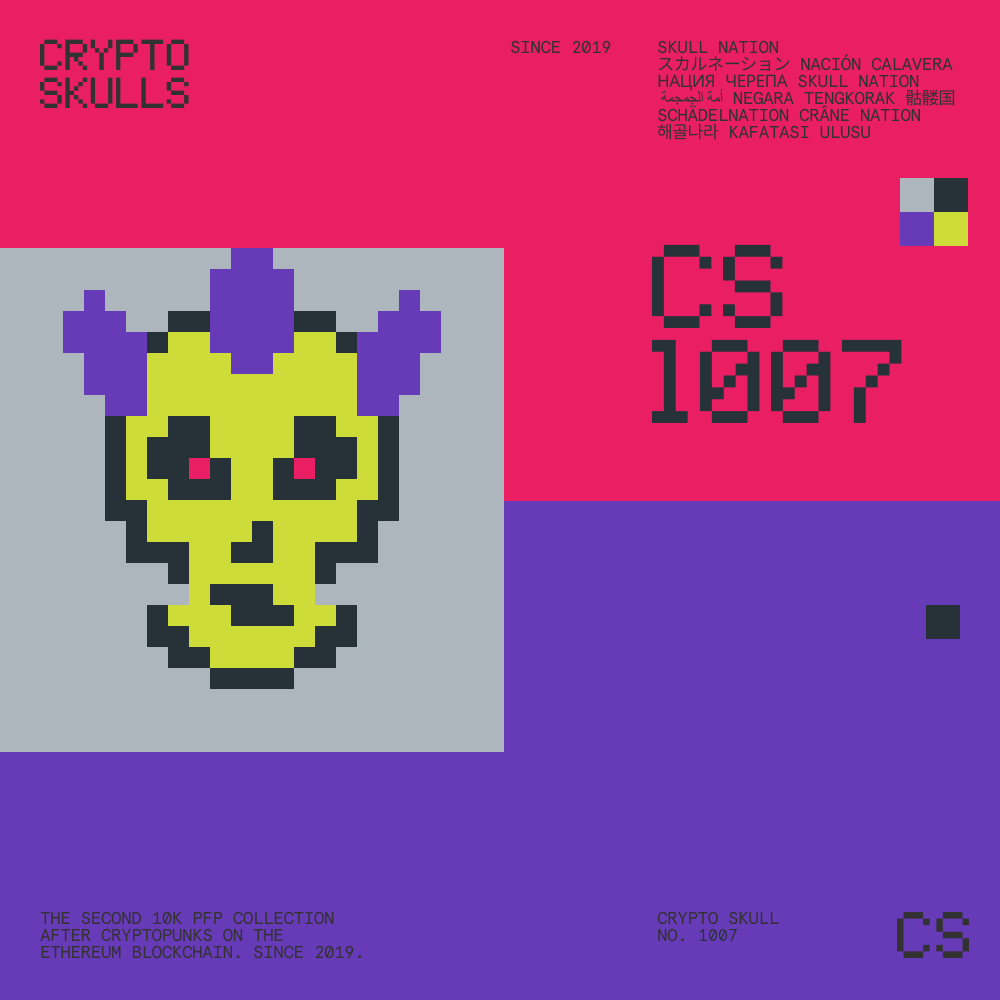 CRYPTO
SKULLS
SINCE 2019
SKULL NATION
スカルネーション NACIÓN CALAVERA
НАЦИЯ ЧЕРЕПА SKULL NATION
أمة الجمجمة NEGARA TENGKORAK 骷髅国
SCHÄDELNATION CRÂNE NATION
해골나라 KAFATASI ULUSU
CS
1007
THE SECOND 10K PFP COLLECTION
AFTER CRYPTOPUNKS ON THE
ETHEREUM BLOCKCHAIN. SINCE 2019.
CRYPTO SKULL
NO. 1007
CS